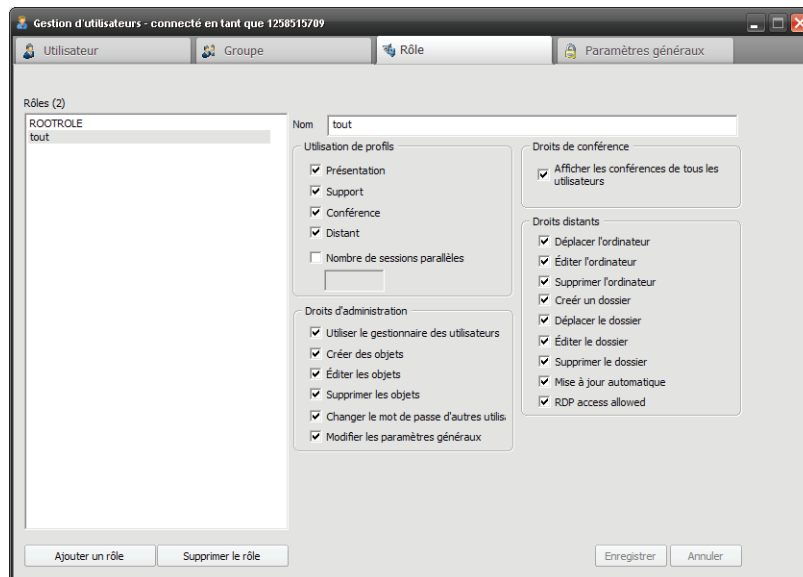 Gestion d'utilisateurs - connecté en tant que 1258515709
Utilisateur
Groupe
Rôle
Paramètres généraux
Rôles (2)
ROOTROLE
tout
Nom
tout
Utilisation de profils
Présentation
Support
Conférence
Distant
Nombre de sessions parallèles
Droits d'administration
Utiliser le gestionnaire des utilisateurs
Créer des objets
Éditer les objets
Supprimer les objets
Changer le mot de passe d'autres utilis
Modifier les paramètres généraux
Droits de conférence
Afficher les conférences de tous les
utilisateurs
Droits distants
Déplacer l'ordinateur
Éditer l'ordinateur
Supprimer l'ordinateur
Creér un dossier
Déplacer le dossier
Éditer le dossier
Supprimer le dossier
Mise à jour automatique
RDP access allowed
Ajouter un rôle
Supprimer le rôle
Enregistrer
Annuler